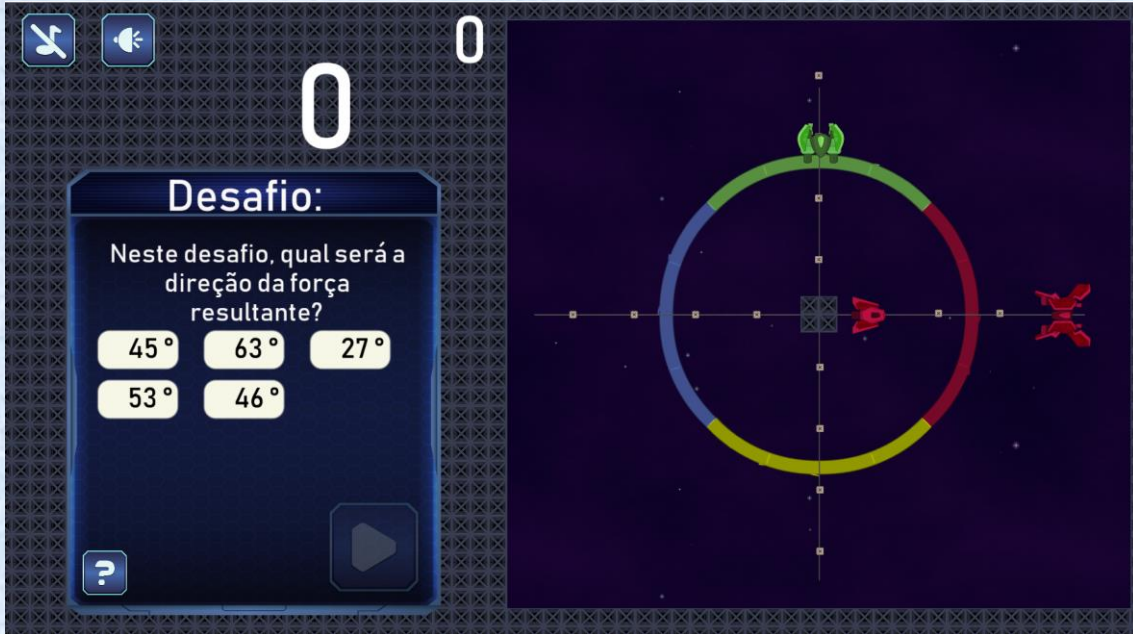 0
0
Desafio:
Neste desafio, qual será a
direção da força
resultante?
45° 63° 27°
53° 46°
?